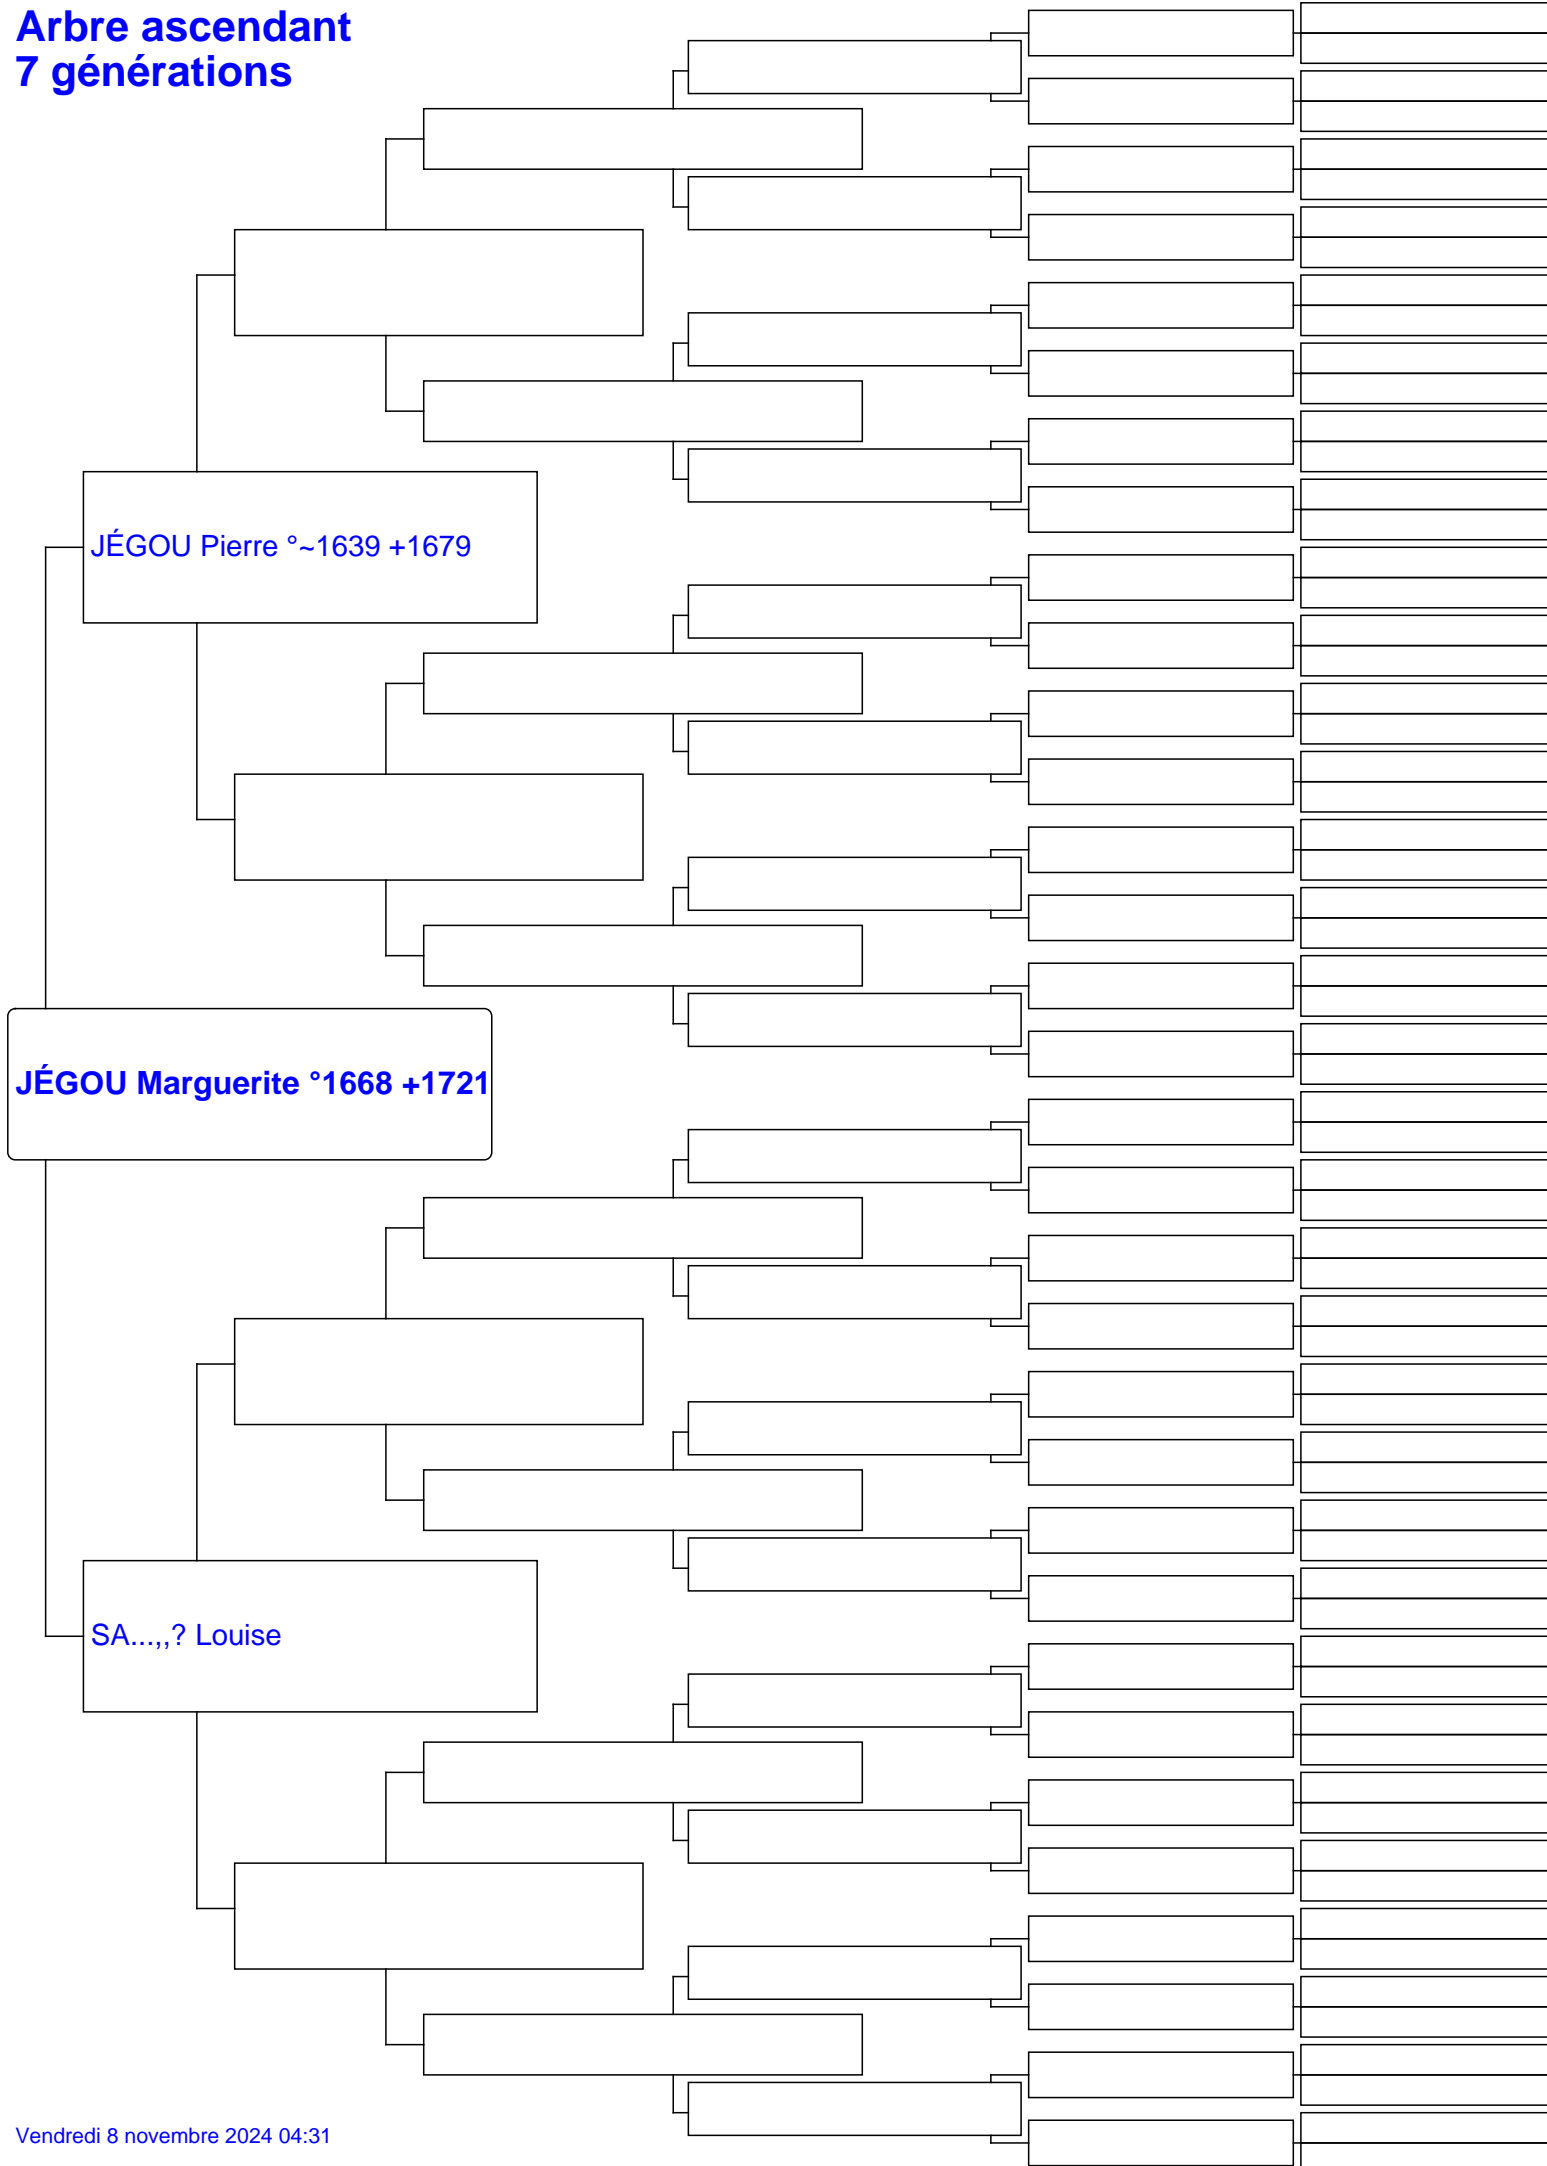 Arbre ascendant
7 générations
JÉGOU Pierre °~1639 +1679
JÉGOU Marguerite °1668 +1721
SA...,,? Louise
Vendredi 8 novembre 2024 04:31